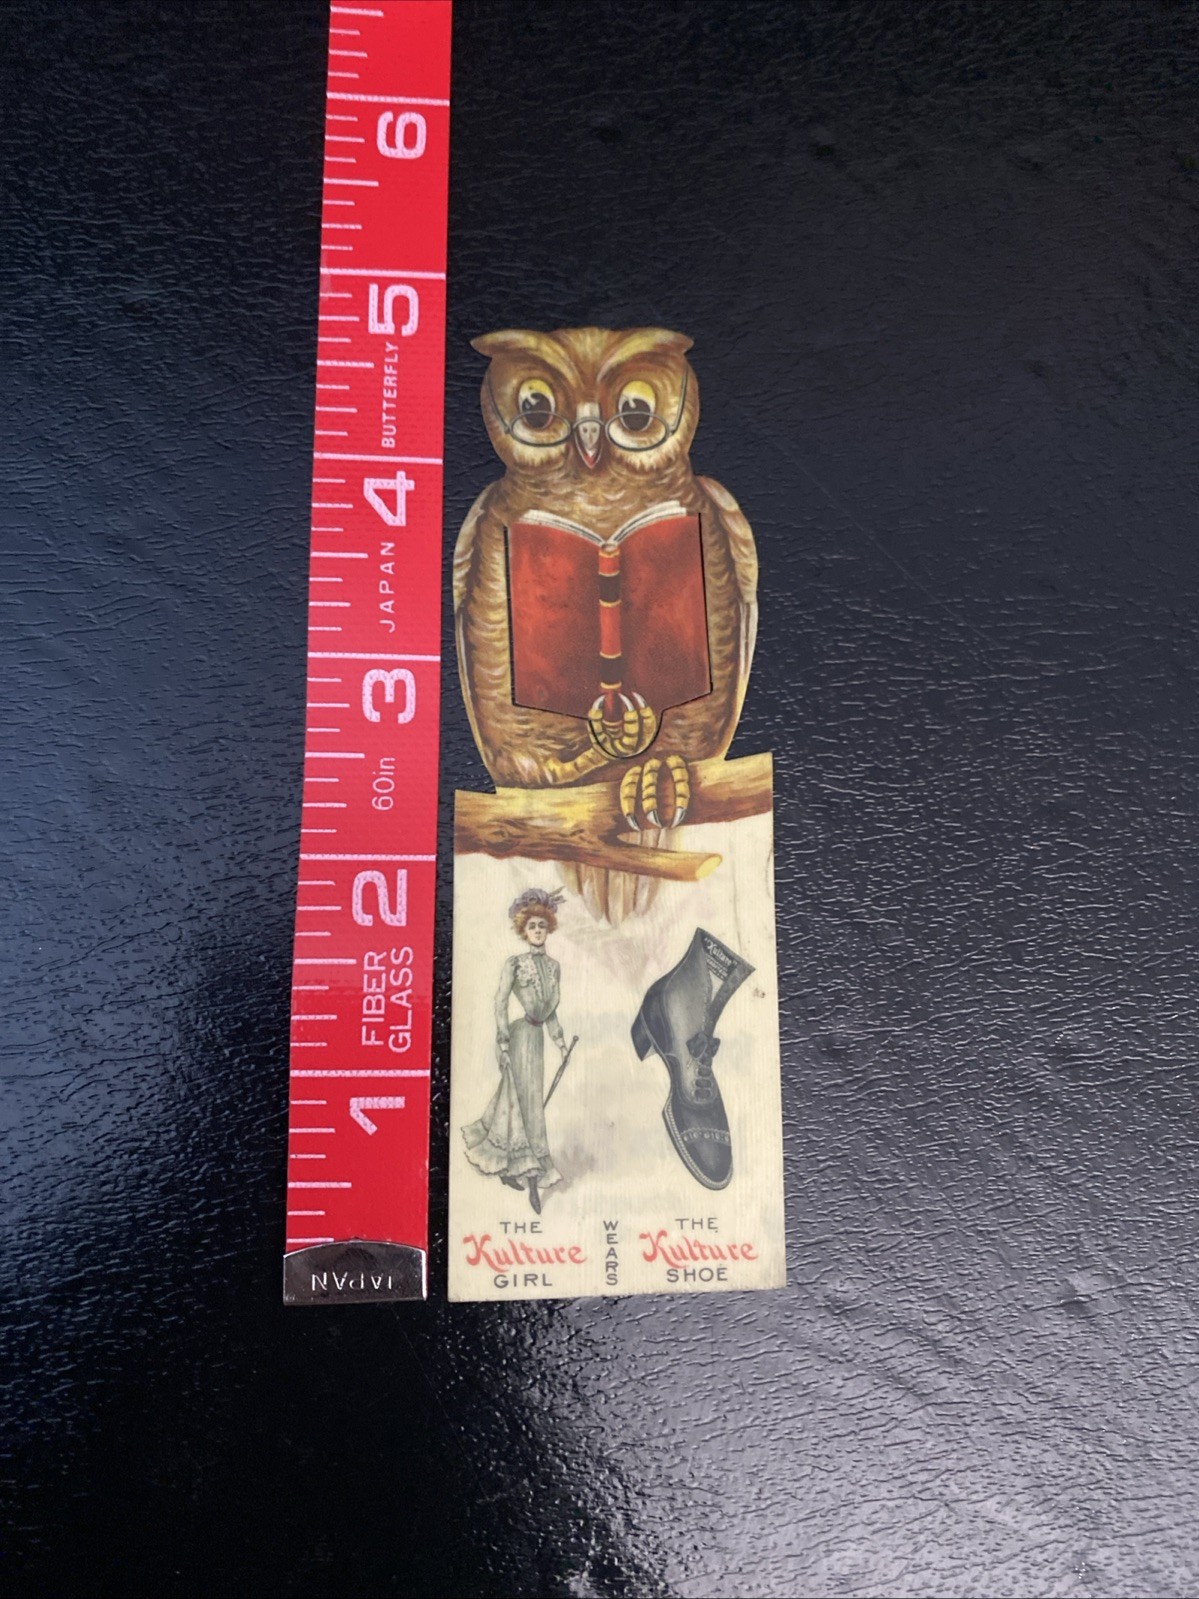 6
5
BUTTERFLY
4
JAPAN
3
60in
2
FIBER
GLASS
1
JAPAN
Kulture
THE
Kulture
GIRL
WEARS
THE
Kulture
SHOE